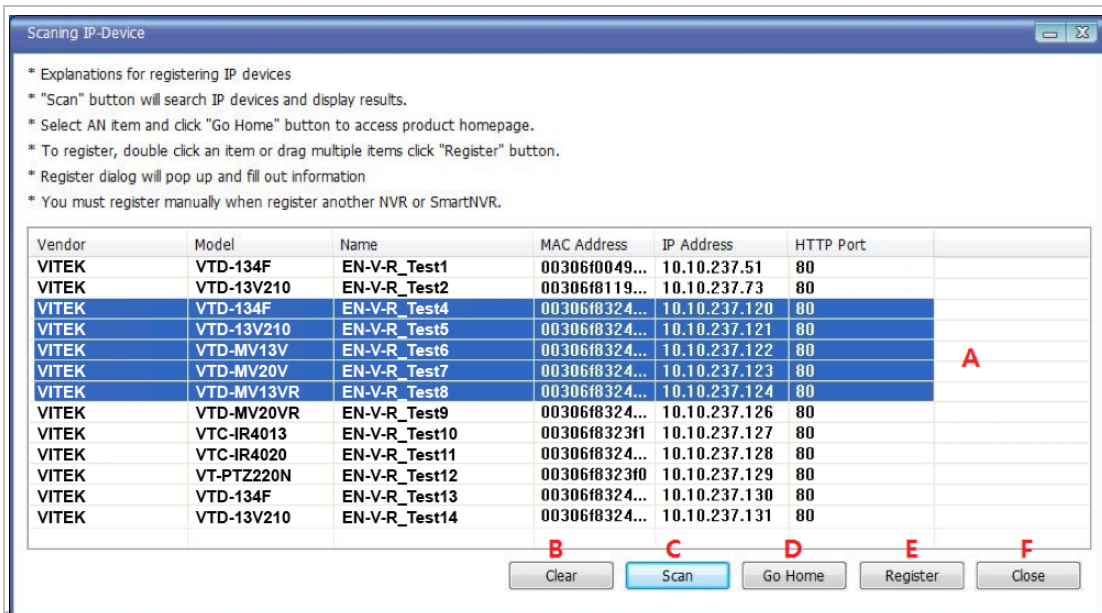 Scaning IP-Device
* Explanations for registering IP devices
* "Scan" button will search IP devices and display results.
* Select AN item and click "Go Home" button to access product homepage.
* To register, double click an item or drag multiple items click "Register" button.
* Register dialog will pop up and fill out information
* You must register manually when register another NVR or SmartNVR.
Vendor Model Name MAC Address IP Address HTTP Port
VITEK VTD-134F EN-V-R_Test1 00306f0049... 10.10.237.51 80
VITEK VTD-13V210 EN-V-R_Test2 00306f8119... 10.10.237.73 80
VITEK VTD-134F EN-V-R_Test4 00306f8324... 10.10.237.120 80
VITEK VTD-13V210 EN-V-R_Test5 00306f8324... 10.10.237.121 80
VITEK VTD-MV13V EN-V-R_Test6 00306f8324... 10.10.237.122 80
VITEK VTD-MV20V EN-V-R_Test7 00306f8324... 10.10.237.123 80
A
VITEK VTD-MV13VR EN-V-R_Test8 00306f8324... 10.10.237.124 80
VITEK VTD-MV20VR EN-V-R_Test9 00306f8324... 10.10.237.126 80
VITEK VTC-IR4013 EN-V-R_Test10 00306f8323f1 10.10.237.127 80
VITEK VTC-IR4020 EN-V-R_Test11 00306f8324... 10.10.237.128 80
VITEK VT-PTZ220N EN-V-R_Test12 00306f8323f0 10.10.237.129 80
VITEK VTD-134F EN-V-R_Test13 00306f8324... 10.10.237.130 80
VITEK VTD-13V210 EN-V-R_Test14 00306f8324... 10.10.237.131 80
B C D E F
Clear Scan Go Home Register Close